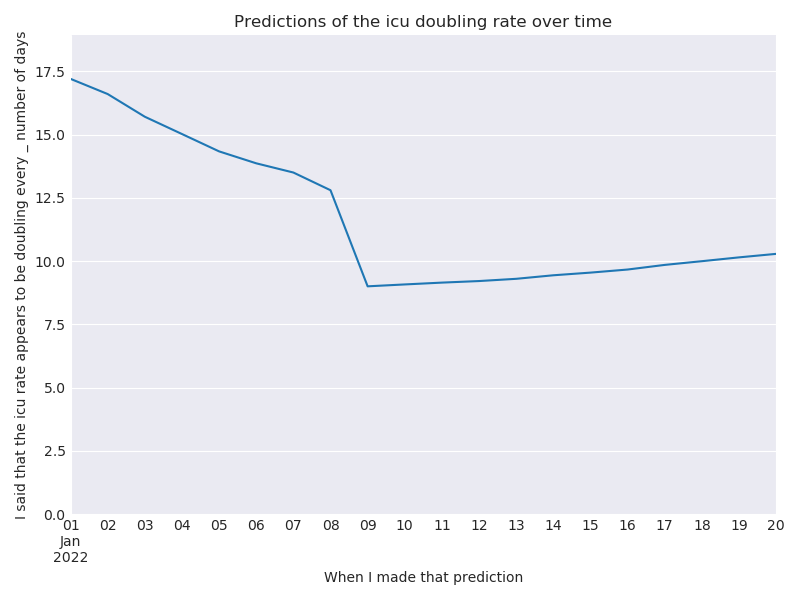 Predictions of the icu doubling rate over time
I said that the icu rate appears to be doubling every _ number of days
17.5
15.0
12.5
10.0
7.5
5.0
2.5
0.0
01 02 03 04 05 06 07 08 09 10 11 12 13 14 15 16 17 18 19 20
Jan
2022
When I made that prediction